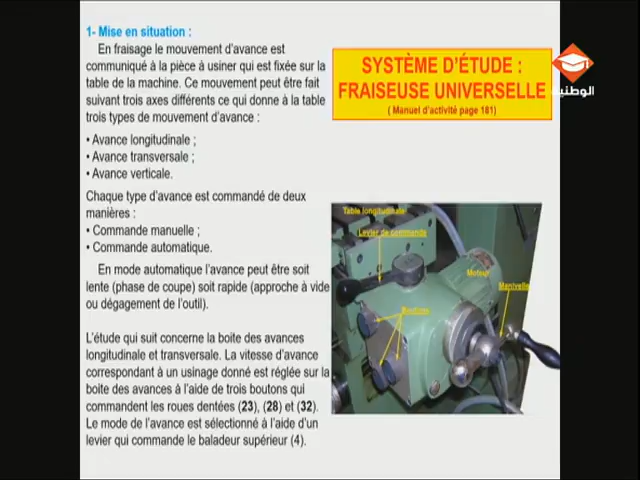 1- Mise en situation :
En fraisage le mouvement d'avance est
communiqué à la pièce à usiner qui est fixée sur la
table de la machine. Ce mouvement peut être fait
suivant trois axes différents ce qui donne à la table
trois types de mouvement d'avance :
• Avance longitudinale ;
• Avance transversale ;
• Avance verticale.
Chaque type d'avance est commandé de deux
manières :
• Commande manuelle ;
• Commande automatique.
En mode automatique l'avance peut être soit
lente (phase de coupe) soit rapide (approche à vide
ou dégagement de l'outil).
L'étude qui suit concerne la boite des avances
longitudinale et transversale. La vitesse d'avance
correspondant à un usinage donné est réglée sur la
boite des avances à l'aide de trois boutons qui
commandent les roues dentées (23), (28) et (32).
Le mode de l'avance est sélectionné à l'aide d'un
levier qui commande le baladeur supérieur (4).
SYSTÈME D'ÉTUDE :
FRAISEUSE UNIVERSELLE
( Manuel d'activité page 181)
الوطنية
Table longitudinale
Levier de commande
Moteur
Manivelle
Boutons